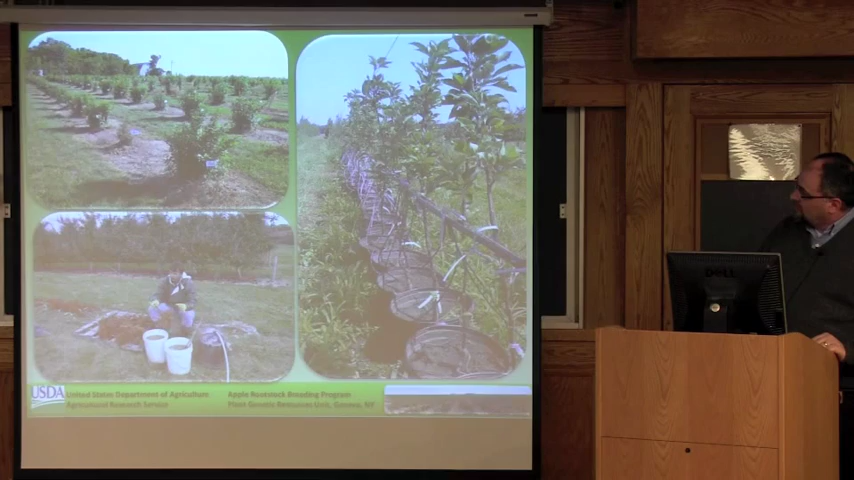 USDA
United States Department of Agriculture
Agricultural Research Service
Apple Rootstock Breeding Program
Plant Genetic Resources Unit, Geneva, NY
DELL